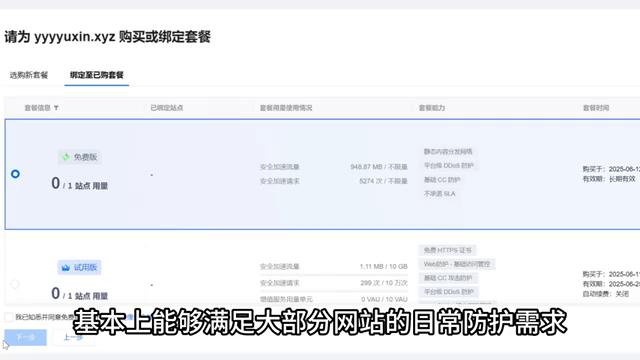 请为 yyyyuxin.xyz 购买或绑定套餐
选购新套餐 绑定至已购套餐
套餐信息 已绑定站点 套餐用量使用情况 套餐能力 套餐时间
免费版
0 / 1 站点 用量
-
安全加速流量 948.87 MB / 不限量
安全加速请求 5274 次 / 不限量
静态内容分发网络
平台级 DDoS 防护
基础 CC 防护
不承诺 SLA
购买于：2025-06-12
有效期：长期有效
试用版
0 / 1 站点 用量
-
安全加速流量 1.11 MB / 10 GB
安全加速请求 299 次 / 10 万次
增值服务用量单元 0 VAU / 10 VAU
免费 HTTPS 证书
Web防护 - 基础访问管控
基础 CC 攻击防护
平台级 DDoS 防护
购买于：2025-06-1
有效期：2025-06-2
自动续费：关闭
我已知悉并同意免费
基本上能够满足大部分网站的日常防护需求
下一步 上一步